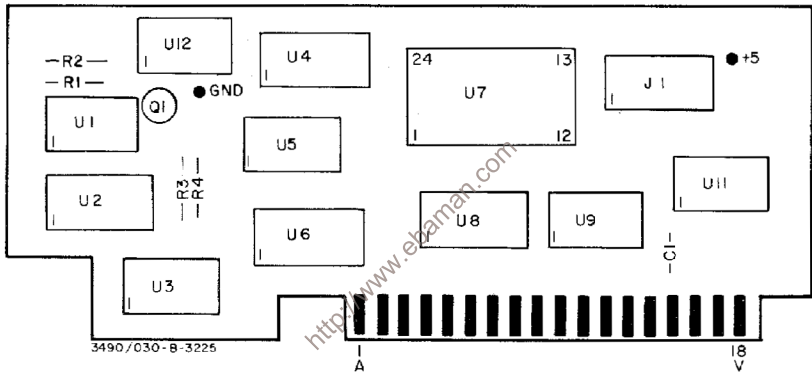 U12
U4
24 13
+5
—R2—
—R1—
GND
Q1
U7
J1
U1
U5
1 12
—R3—
—R4—
U2
U11
U6
U8
U9
—C1—
U3
http://www.ebaman.com
3490/030-B-3225
1 18
A V